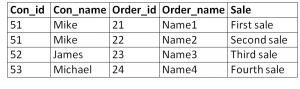 Con_id Con_name Order_id Order_name Sale
51 Mike 21 Name1 First sale
51 Mike 22 Name2 Second sale
52 James 23 Name3 Third sale
53 Michael 24 Name4 Fourth sale